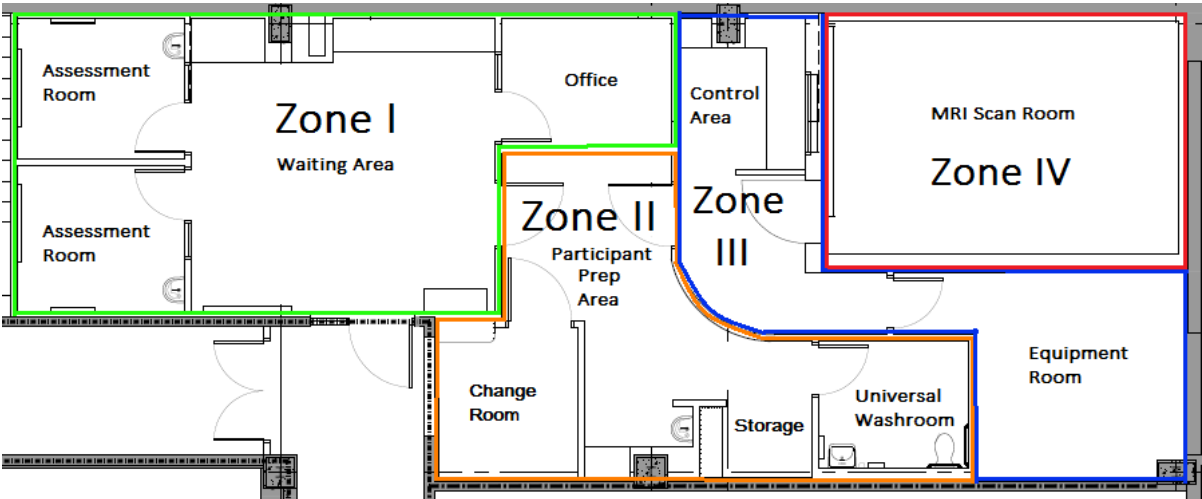 Assessment
Room
Zone I
Waiting Area
Office
Assessment
Room
Zone II
Participant
Prep
Area
Change
Room
Storage
Universal
Washroom
Control
Area
Zone
III
MRI Scan Room
Zone IV
Equipment
Room